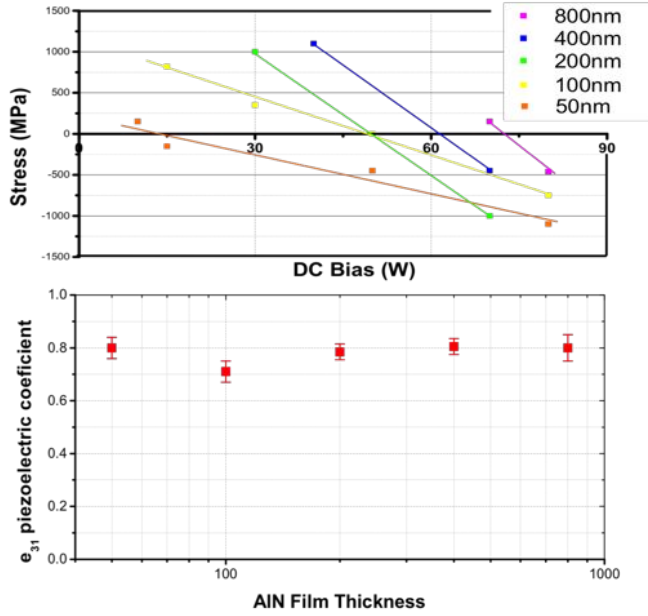 1500
1000
500
0
-500
-1000
-1500
Stress (MPa)
0
30
60
90
DC Bias (W)
800nm
400nm
200nm
100nm
50nm
1.0
0.8
0.6
0.4
0.2
0.0
e31 piezoelectric coeficient
100
1000
AlN Film Thickness